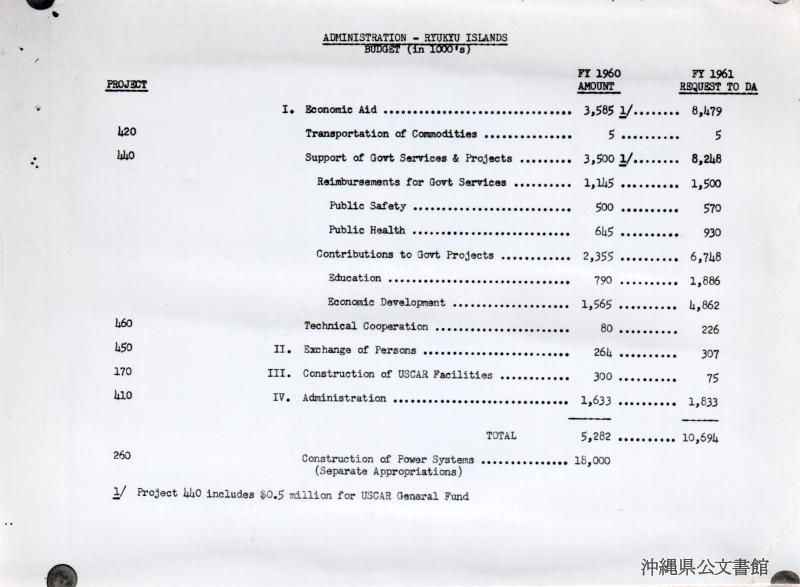 ADMINISTRATION - RYUKYU ISLANDS
BUDGET (in 1000's)
PROJECT FY 1960 AMOUNT FY 1961 REQUEST TO DA
I. Economic Aid ................................ 3,585 1/........ 8,479
420 Transportation of Commodities ............... 5 .......... 5
440 Support of Govt Services & Projects ......... 3,500 1/........ 8,248
Reimbursements for Govt Services .......... 1,145 .......... 1,500
Public Safety ........................... 500 .......... 570
Public Health ........................... 645 .......... 930
Contributions to Govt Projects ............ 2,355 .......... 6,748
Education ............................... 790 .......... 1,886
Economic Development .................... 1,565 .......... 4,862
460 Technical Cooperation ....................... 80 .......... 226
450 II. Exchange of Persons ......................... 264 .......... 307
170 III. Construction of USCAR Facilities ............ 300 .......... 75
410 IV. Administration .............................. 1,633 .......... 1,833
TOTAL 5,282 .......... 10,694
260 Construction of Power Systems ............... 18,000
(Separate Appropriations)
1/ Project 440 includes $0.5 million for USCAR General Fund
沖縄県公文書館